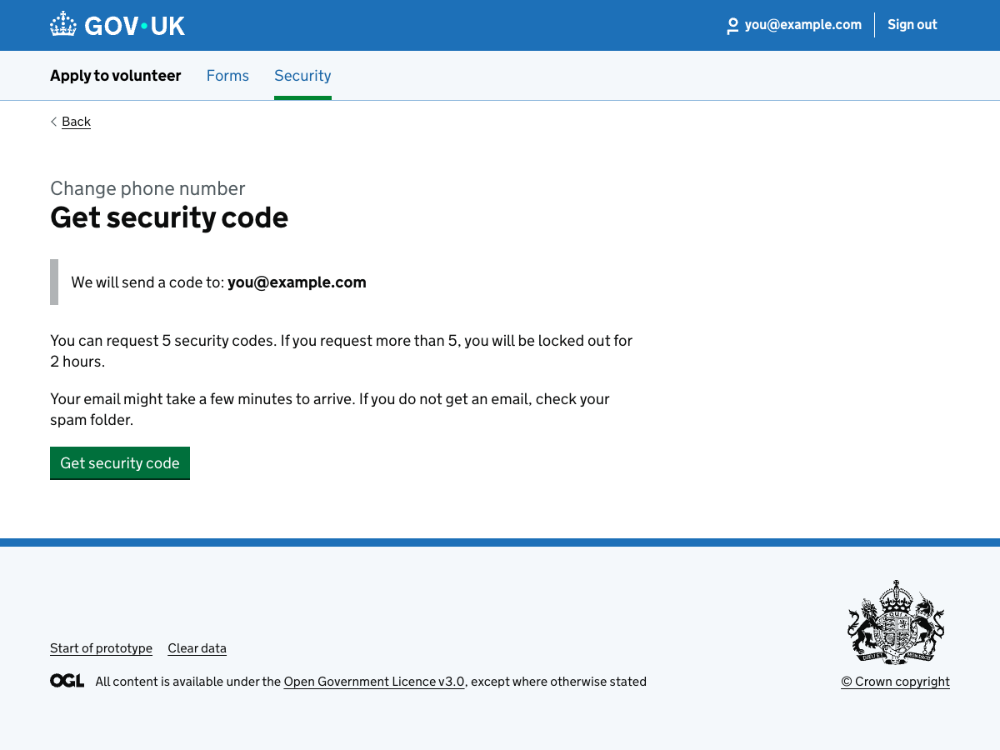 GOV·UK
you@example.com
Sign out
Apply to volunteer
Forms
Security
Back
Change phone number
Get security code
We will send a code to: you@example.com
You can request 5 security codes. If you request more than 5, you will be locked out for
2 hours.
Your email might take a few minutes to arrive. If you do not get an email, check your
spam folder.
Get security code
Start of prototype
Clear data
OGL
All content is available under the Open Government Licence v3.0, except where otherwise stated
© Crown copyright